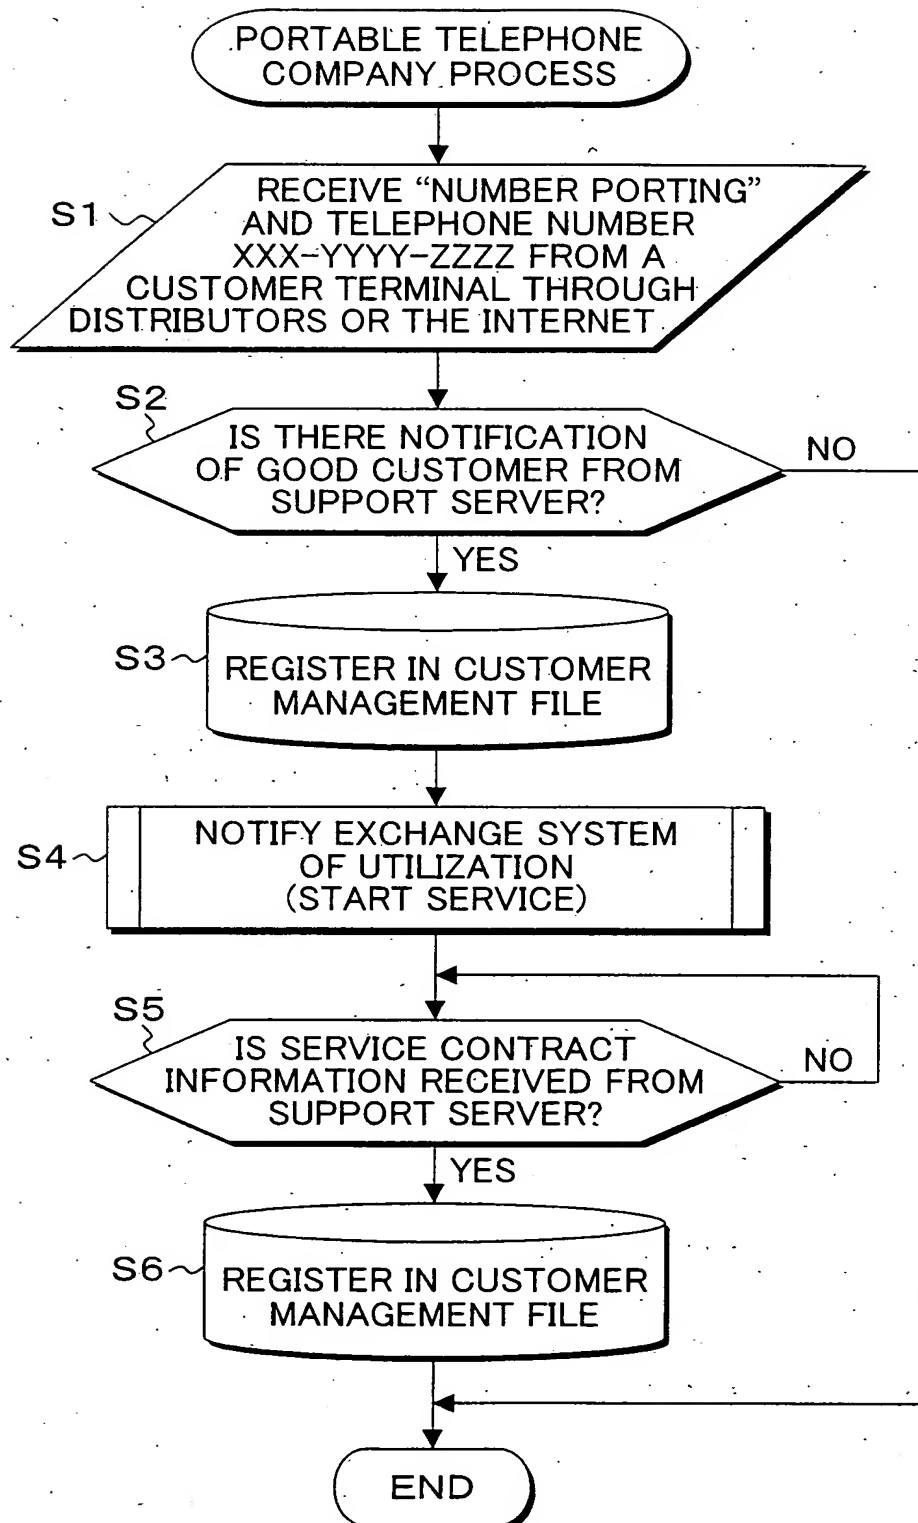 PORTABLE TELEPHONE
COMPANY PROCESS
S1
RECEIVE “NUMBER PORTING”
AND TELEPHONE NUMBER
XXX-YYYY-ZZZZ FROM A
CUSTOMER TERMINAL THROUGH
DISTRIBUTORS OR THE INTERNET
S2
IS THERE NOTIFICATION
OF GOOD CUSTOMER FROM
SUPPORT SERVER?
NO
YES
S3
REGISTER IN CUSTOMER
MANAGEMENT FILE
S4
NOTIFY EXCHANGE SYSTEM
OF UTILIZATION
(START SERVICE)
S5
IS SERVICE CONTRACT
INFORMATION RECEIVED FROM
SUPPORT SERVER?
NO
YES
S6
REGISTER IN CUSTOMER
MANAGEMENT FILE
END